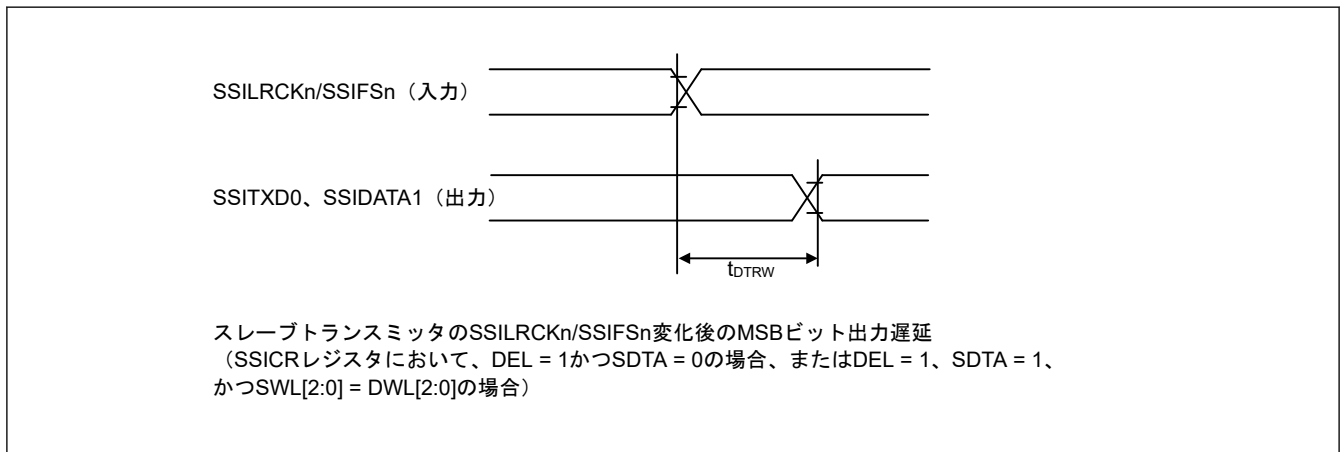 SSILRCKn/SSIFSn（入力）
SSITXD0、SSIDATA1（出力）
tDTRW
スレーブトランスミッタのSSILRCKn/SSIFSn変化後のMSBビット出力遅延
（SSICRレジスタにおいて、DEL = 1かつSDTA = 0の場合、またはDEL = 1、SDTA = 1、
かつSWL[2:0] = DWL[2:0]の場合）